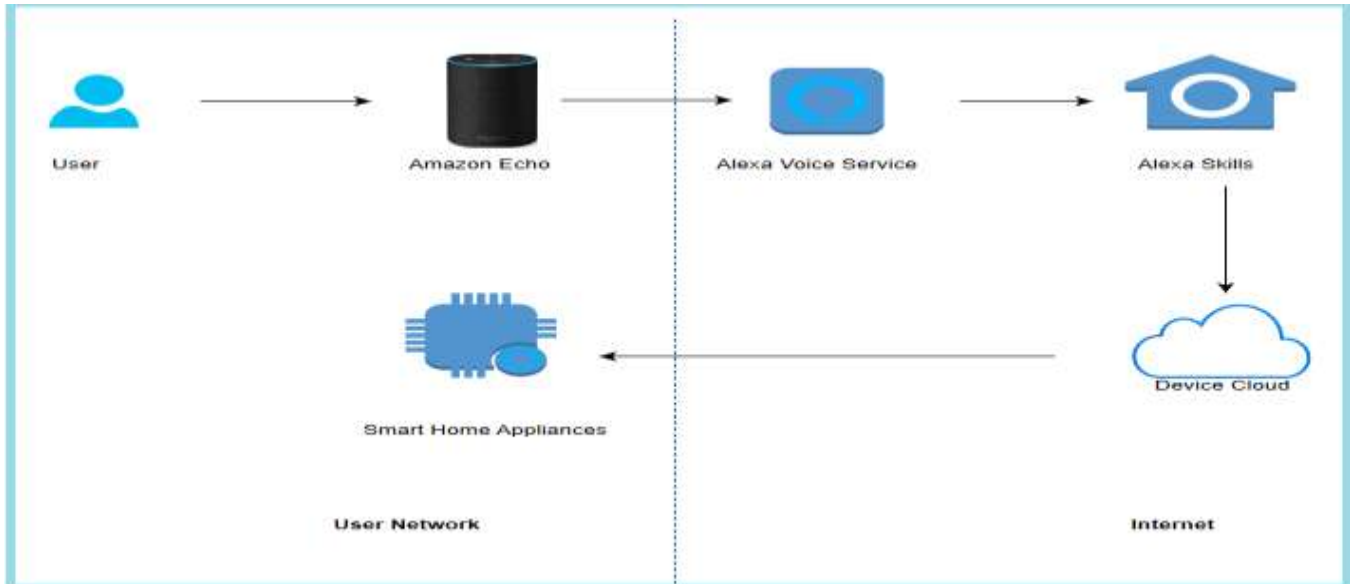 User
Amazon Echo
Alexa Voice Service
Alexa Skills
Device Cloud
Smart Home Appliances
User Network
Internet